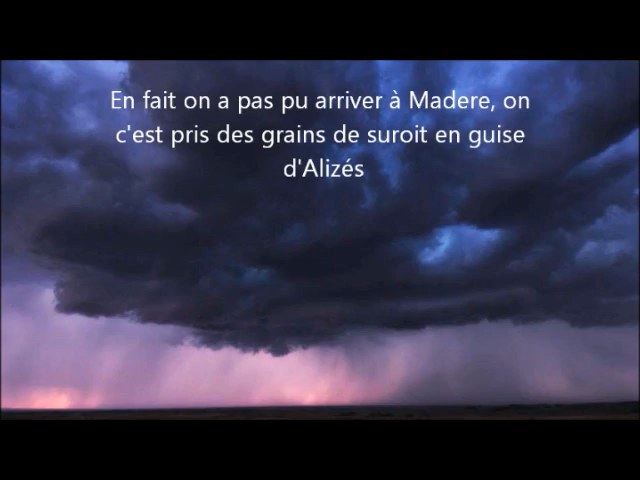 En fait on a pas pu arriver à Madere, on
c'est pris des grains de suroit en guise
d'Alizés